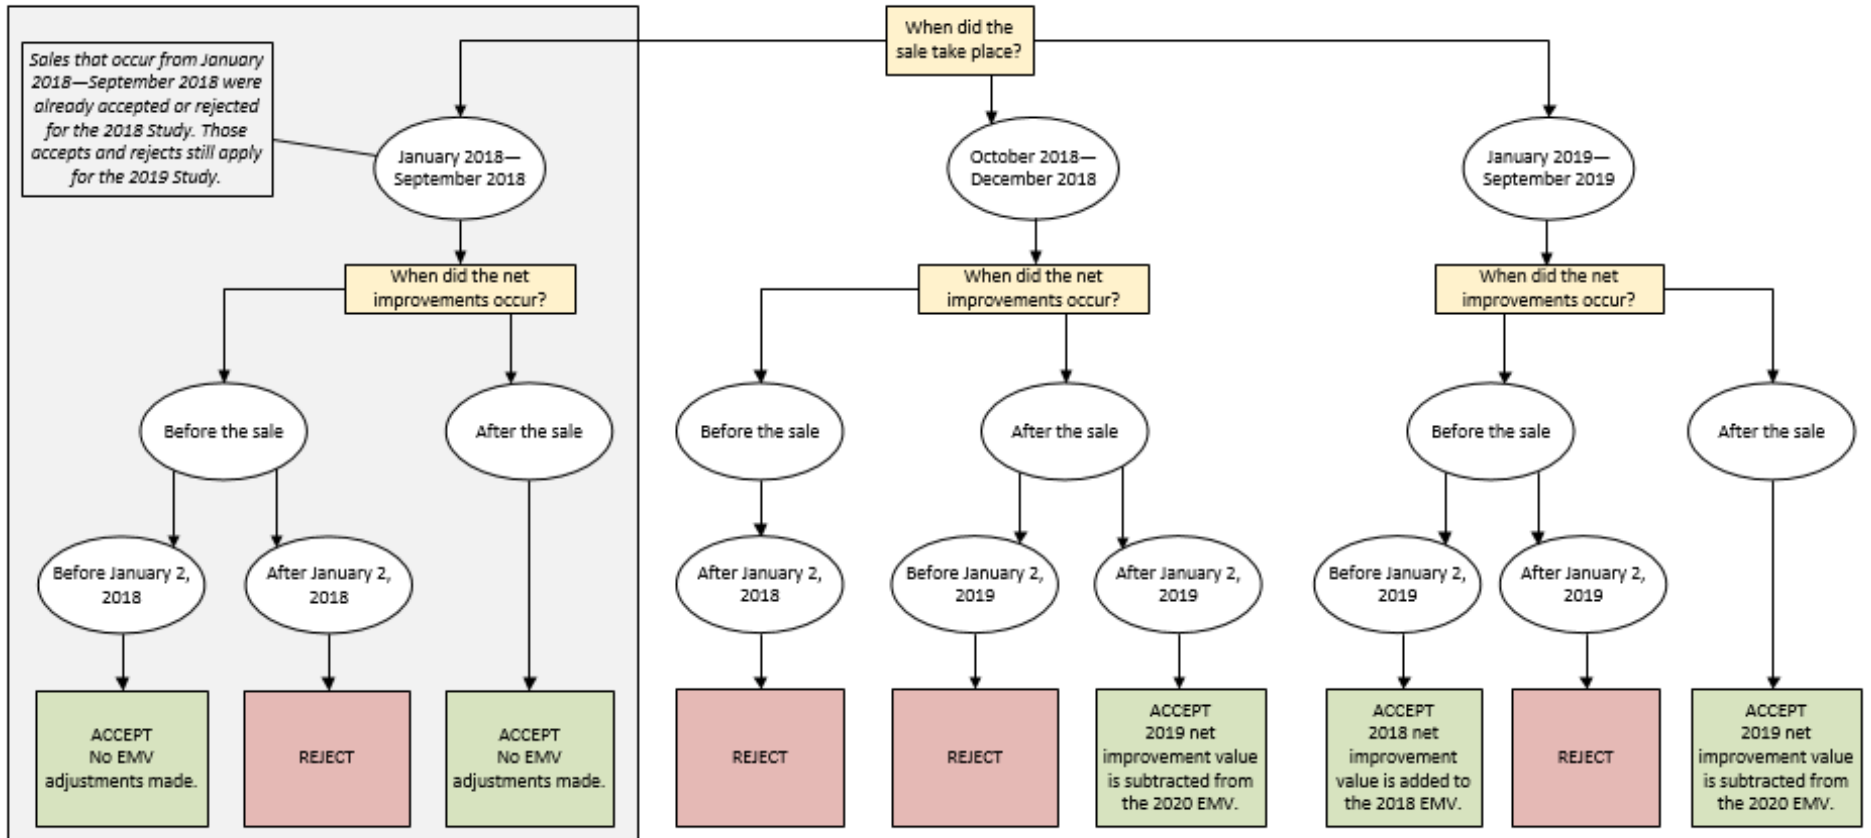 When did the
sale take place?
Sales that occur from January
2018—September 2018 were
already accepted or rejected
for the 2018 Study. Those
accepts and rejects still apply
for the 2019 Study.
January 2018—
September 2018
October 2018—
December 2018
January 2019—
September 2019
When did the net
improvements occur?
When did the net
improvements occur?
When did the net
improvements occur?
Before the sale
After the sale
Before the sale
After the sale
Before the sale
After the sale
Before January 2,
2018
After January 2,
2018
After January 2,
2018
Before January 2,
2019
After January 2,
2019
Before January 2,
2019
After January 2,
2019
ACCEPT
No EMV
adjustments made.
REJECT
ACCEPT
No EMV
adjustments made.
REJECT
REJECT
ACCEPT
2019 net
improvement value
is subtracted from
the 2020 EMV.
ACCEPT
2018 net
improvement
value is added to
the 2018 EMV.
REJECT
ACCEPT
2019 net
improvement value
is subtracted from
the 2020 EMV.